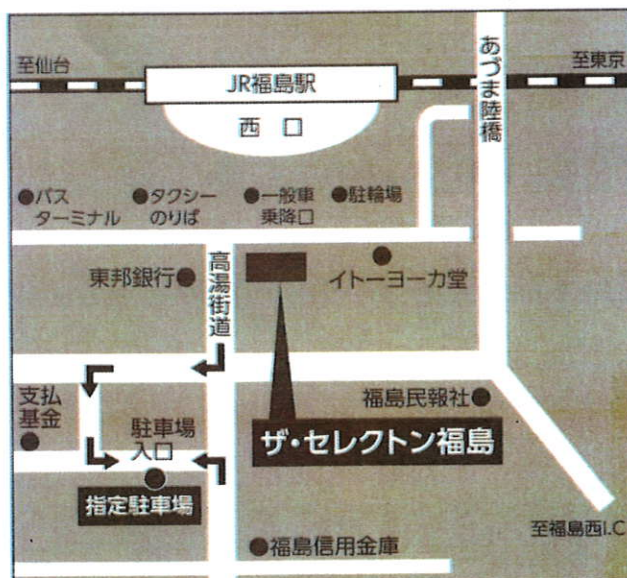 至仙台
至東京
JR福島駅
西 口
あづま陸橋
●バス
ターミナル
●タクシー
のりば
●一般車
乗降口
●駐輪場
東邦銀行●
高湯街道
イトーヨーカ堂
支払
基金
駐車場
入口
福島民報社●
ザ・セレクトン福島
指定駐車場
至福島西I.C
●福島信用金庫